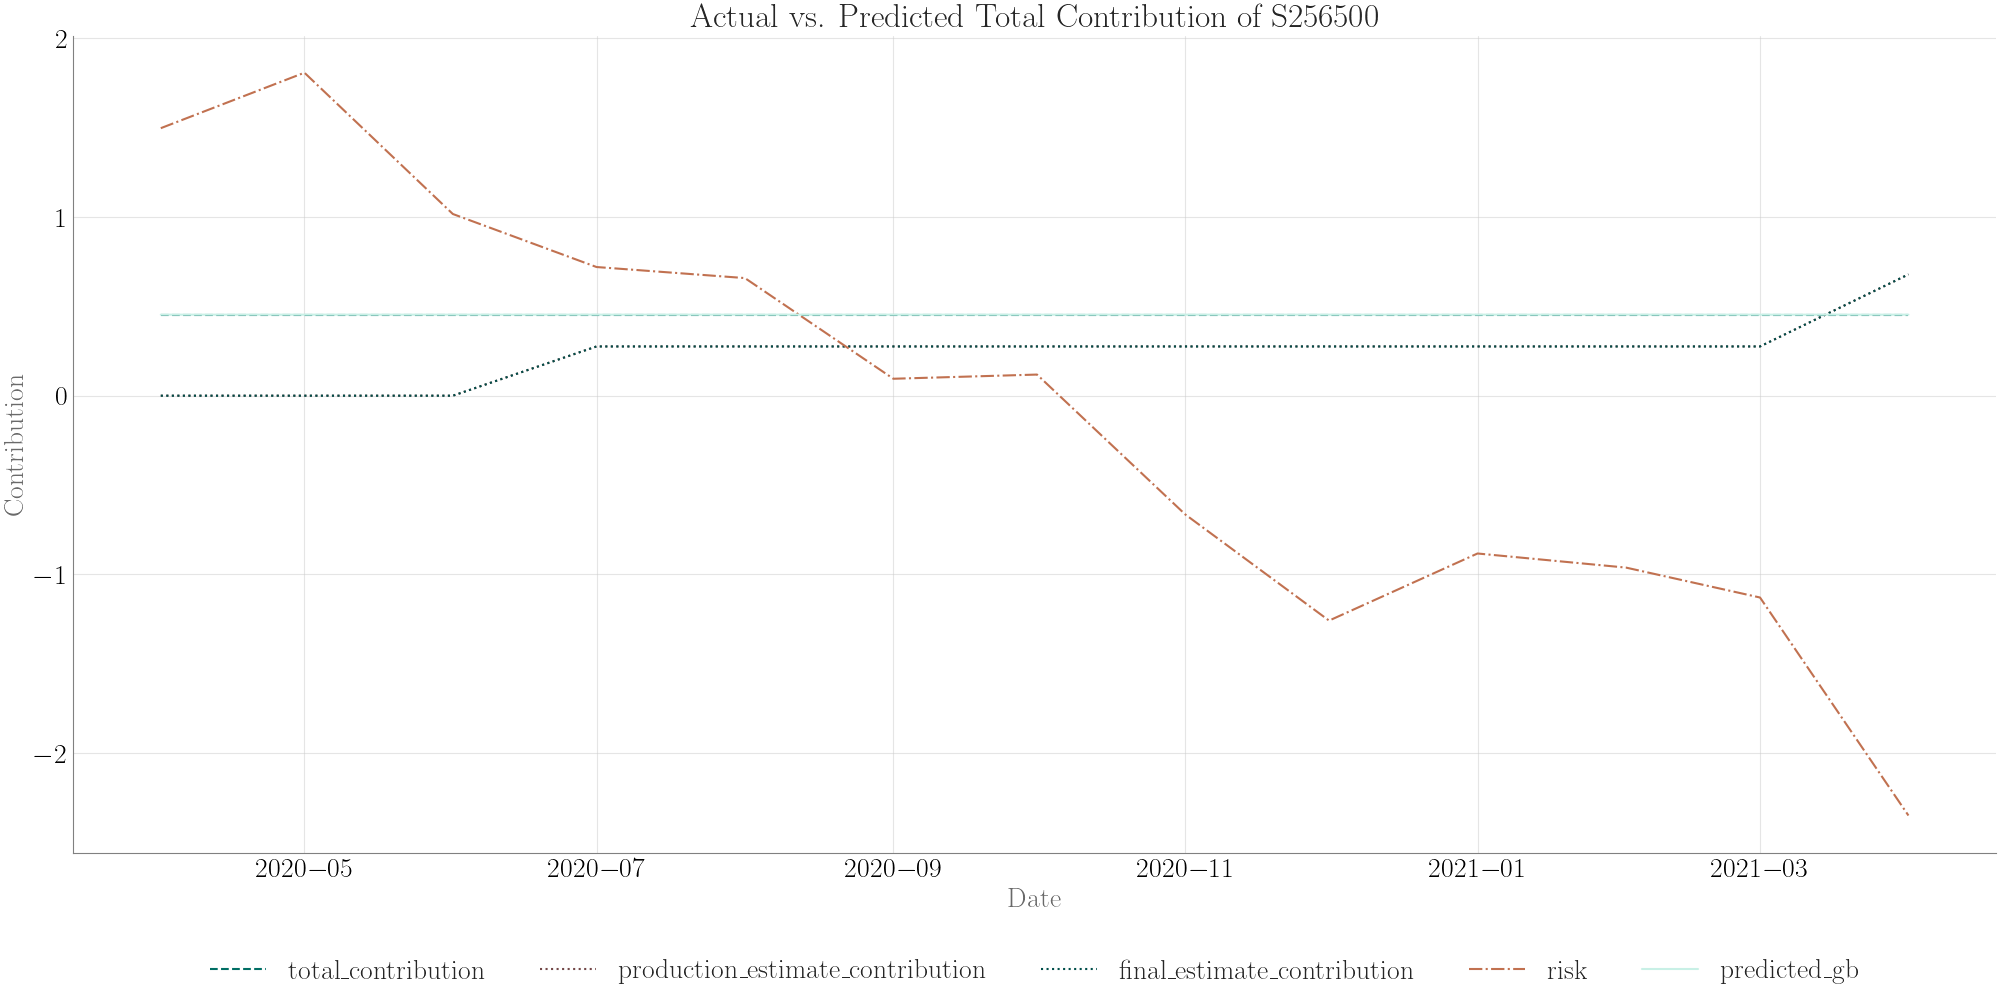 Actual vs. Predicted Total Contribution of S256500
2
1
0
−1
−2
Contribution
2020−05 2020−07 2020−09 2020−11 2021−01 2021−03
Date
total_contribution production_estimate_contribution final_estimate_contribution risk predicted_gb